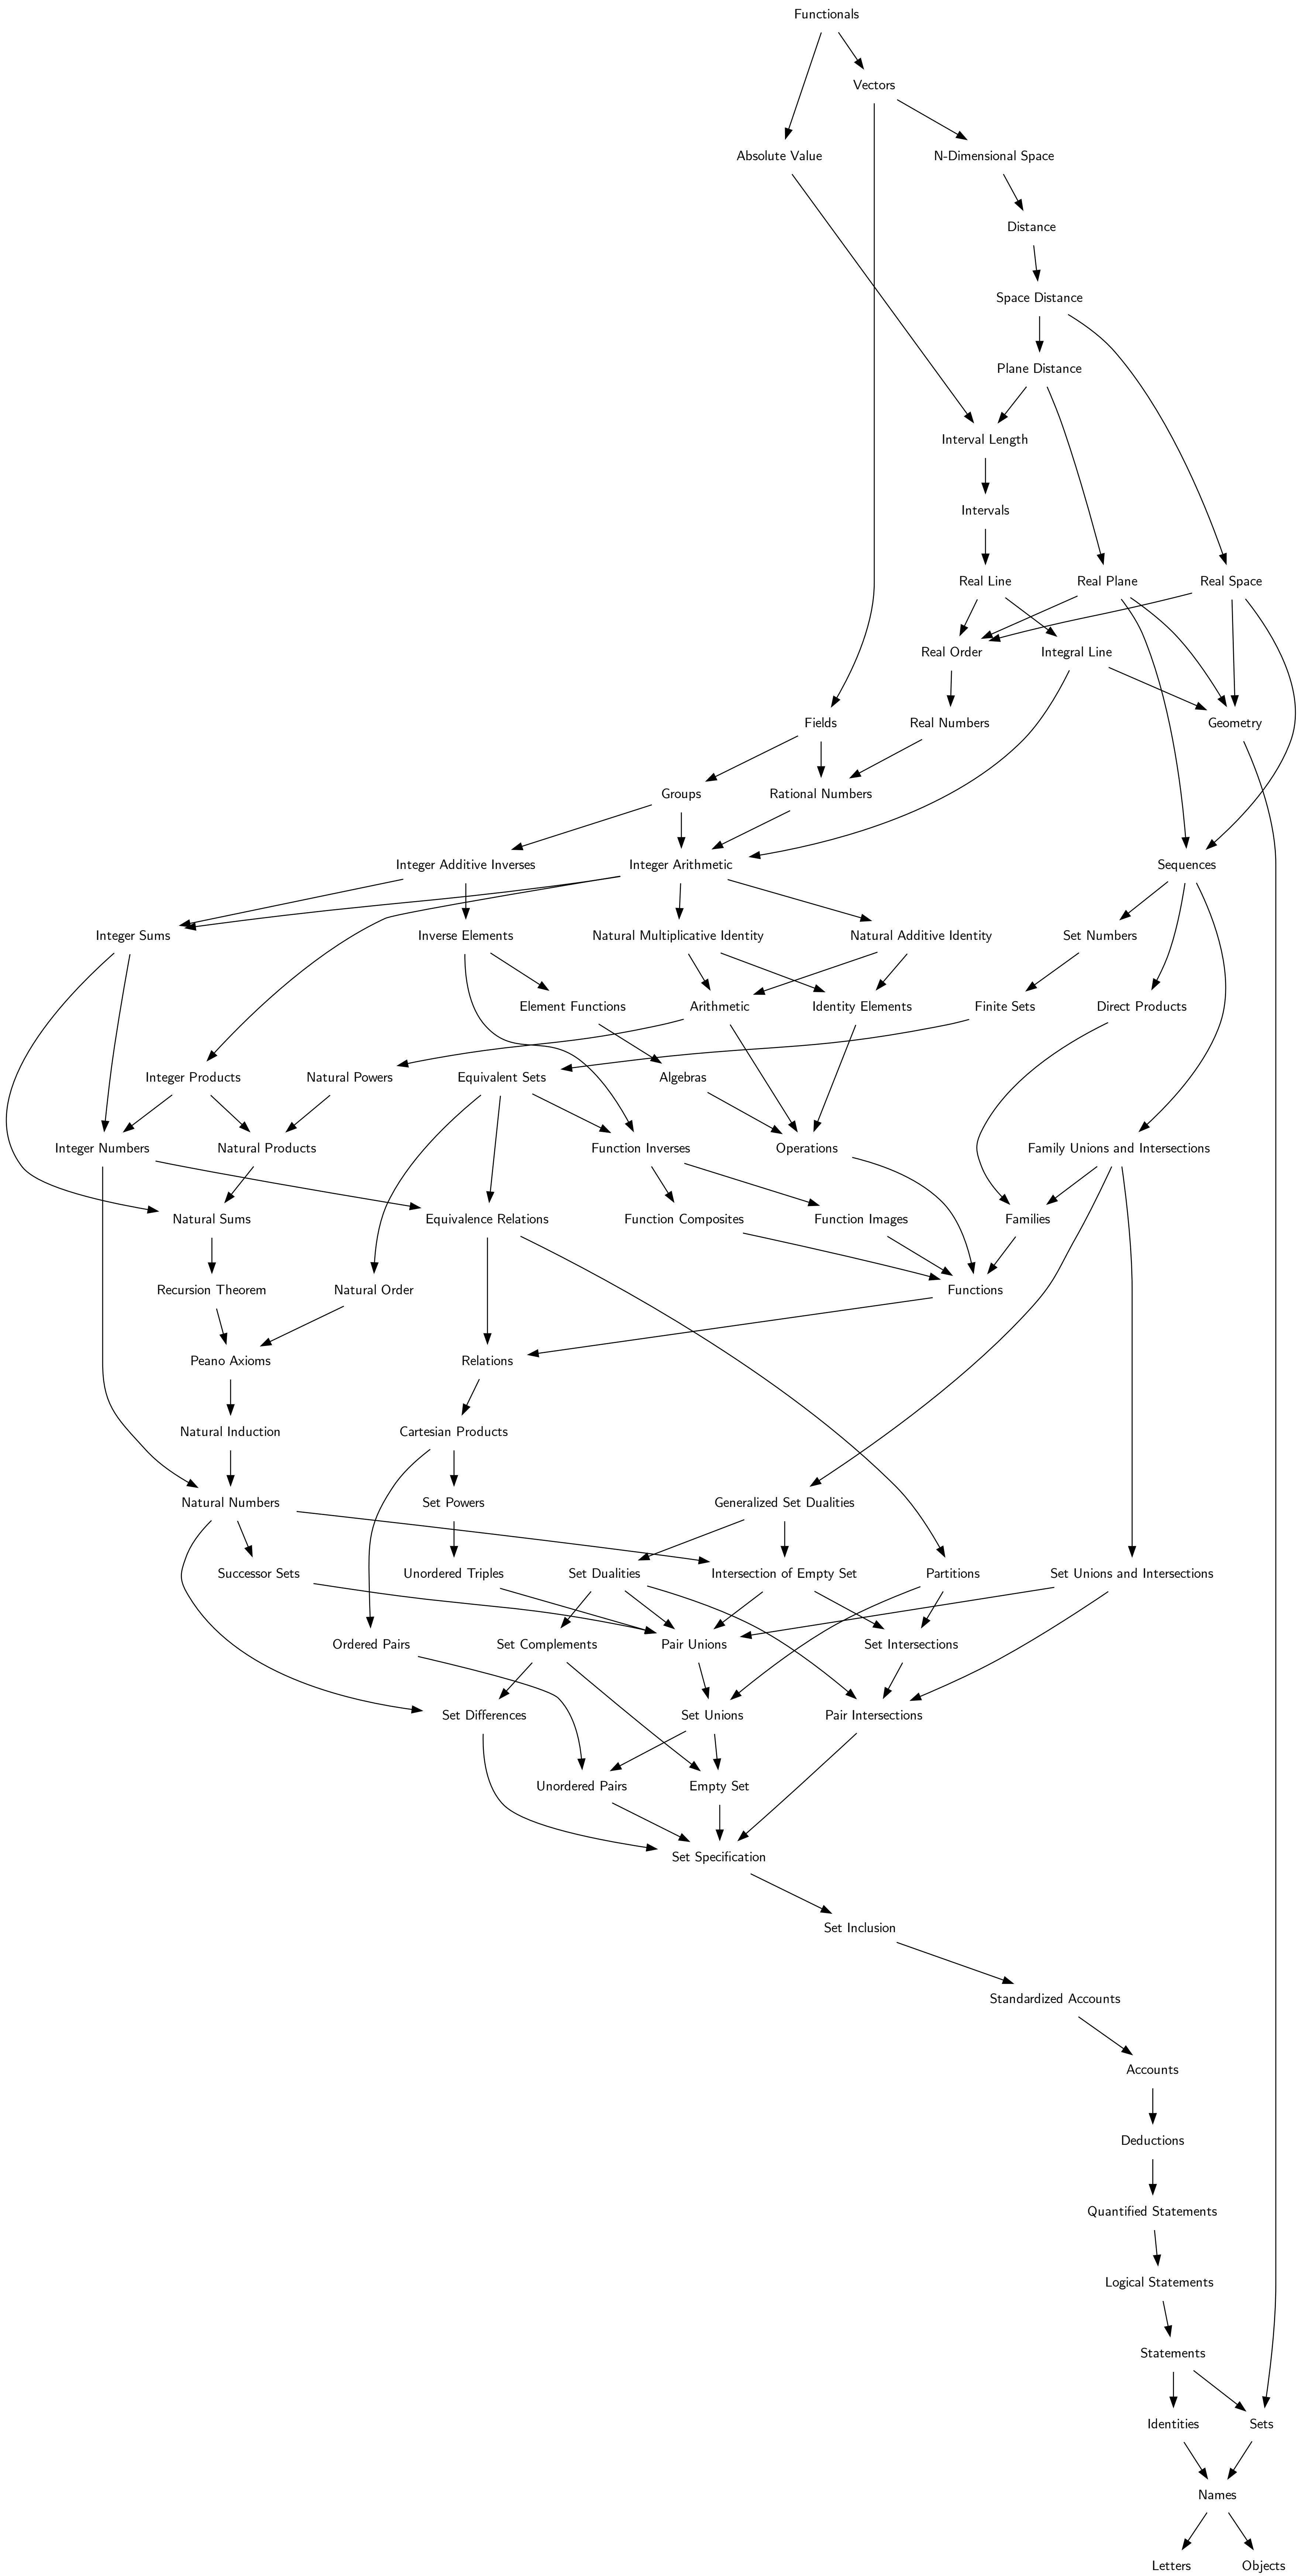 Functionals
Vectors
Absolute Value
N-Dimensional Space
Distance
Space Distance
Plane Distance
Interval Length
Intervals
Real Line
Real Plane
Real Space
Real Order
Integral Line
Fields
Real Numbers
Geometry
Groups
Rational Numbers
Integer Additive Inverses
Integer Arithmetic
Sequences
Integer Sums
Inverse Elements
Natural Multiplicative Identity
Natural Additive Identity
Set Numbers
Element Functions
Arithmetic
Identity Elements
Finite Sets
Direct Products
Integer Products
Natural Powers
Equivalent Sets
Algebras
Integer Numbers
Natural Products
Function Inverses
Operations
Family Unions and Intersections
Natural Sums
Equivalence Relations
Function Composites
Function Images
Families
Recursion Theorem
Natural Order
Functions
Peano Axioms
Relations
Natural Induction
Cartesian Products
Natural Numbers
Set Powers
Generalized Set Dualities
Successor Sets
Unordered Triples
Set Dualities
Intersection of Empty Set
Partitions
Set Unions and Intersections
Ordered Pairs
Set Complements
Pair Unions
Set Intersections
Set Differences
Set Unions
Pair Intersections
Unordered Pairs
Empty Set
Set Specification
Set Inclusion
Standardized Accounts
Accounts
Deductions
Quantified Statements
Logical Statements
Statements
Identities
Sets
Names
Letters
Objects